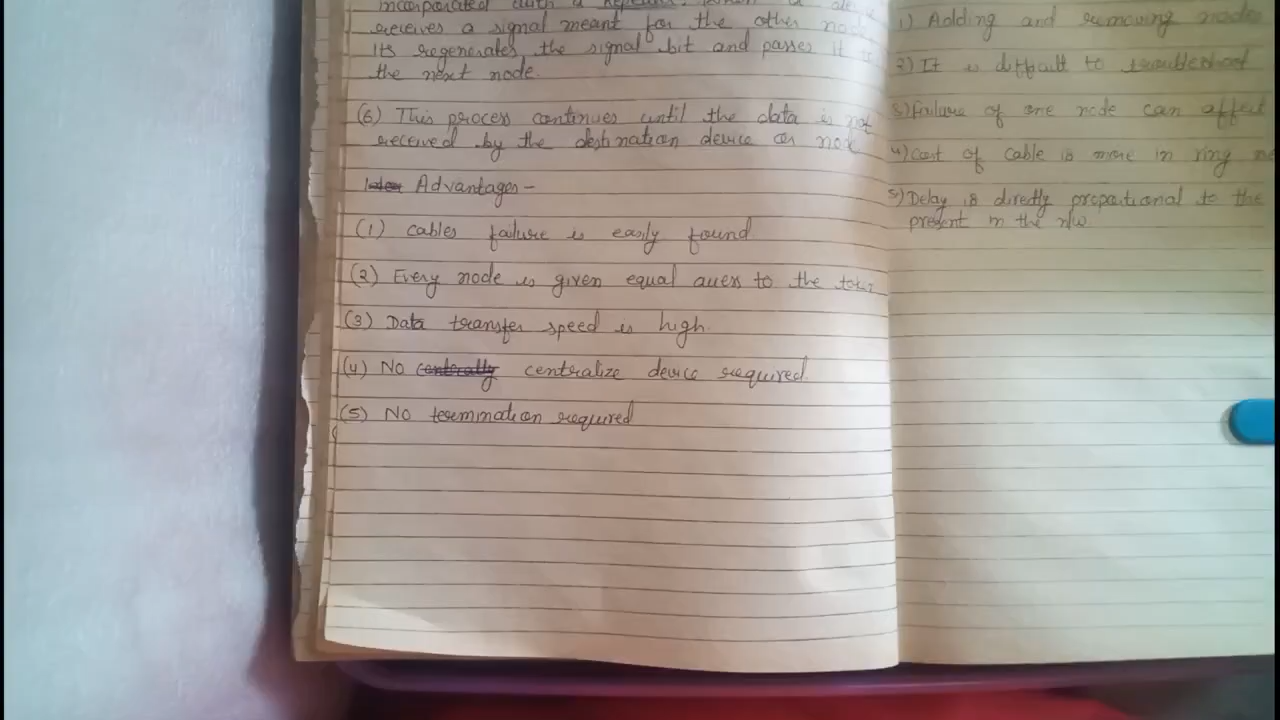 incorporated with a repeater. When a
receives a signal meant for the other
Its regenerates the signal bit and passes it
the next node.
(6) This process continues until the data is not
received by the destination device or
Advantages-
(1) cables failure is easily found
(2) Every node is given equal access to the
(3) Data transfer speed is high.
(4) No centrally centralize device required.
(5) No termination required
1) Adding and removing
2) It is difficult to troubleshoot
3) Failure of one node can affect
4) Cost of cable is more in ring
5) Delay is directly proportional to the
present in the n/w